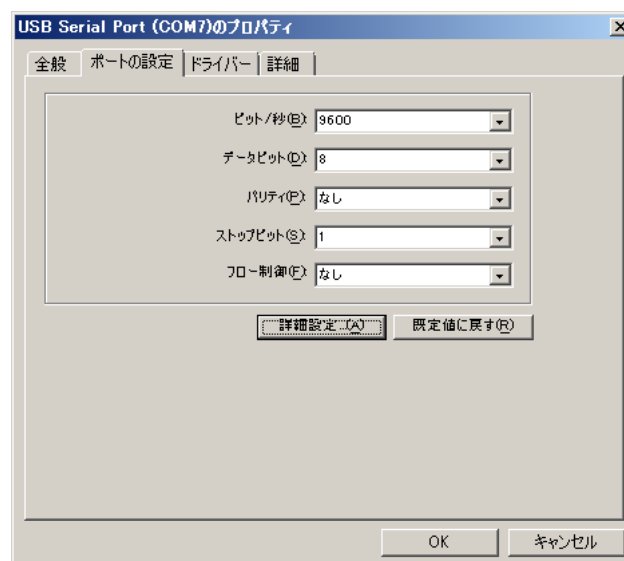 USB Serial Port (COM7)のプロパティ
全般 ポートの設定 ドライバー 詳細
ビット/秒(B): 9600
データビット(D): 8
パリティ(P): なし
ストップビット(S): 1
フロー制御(F): なし
詳細設定...(A) 既定値に戻す(R)
OK キャンセル